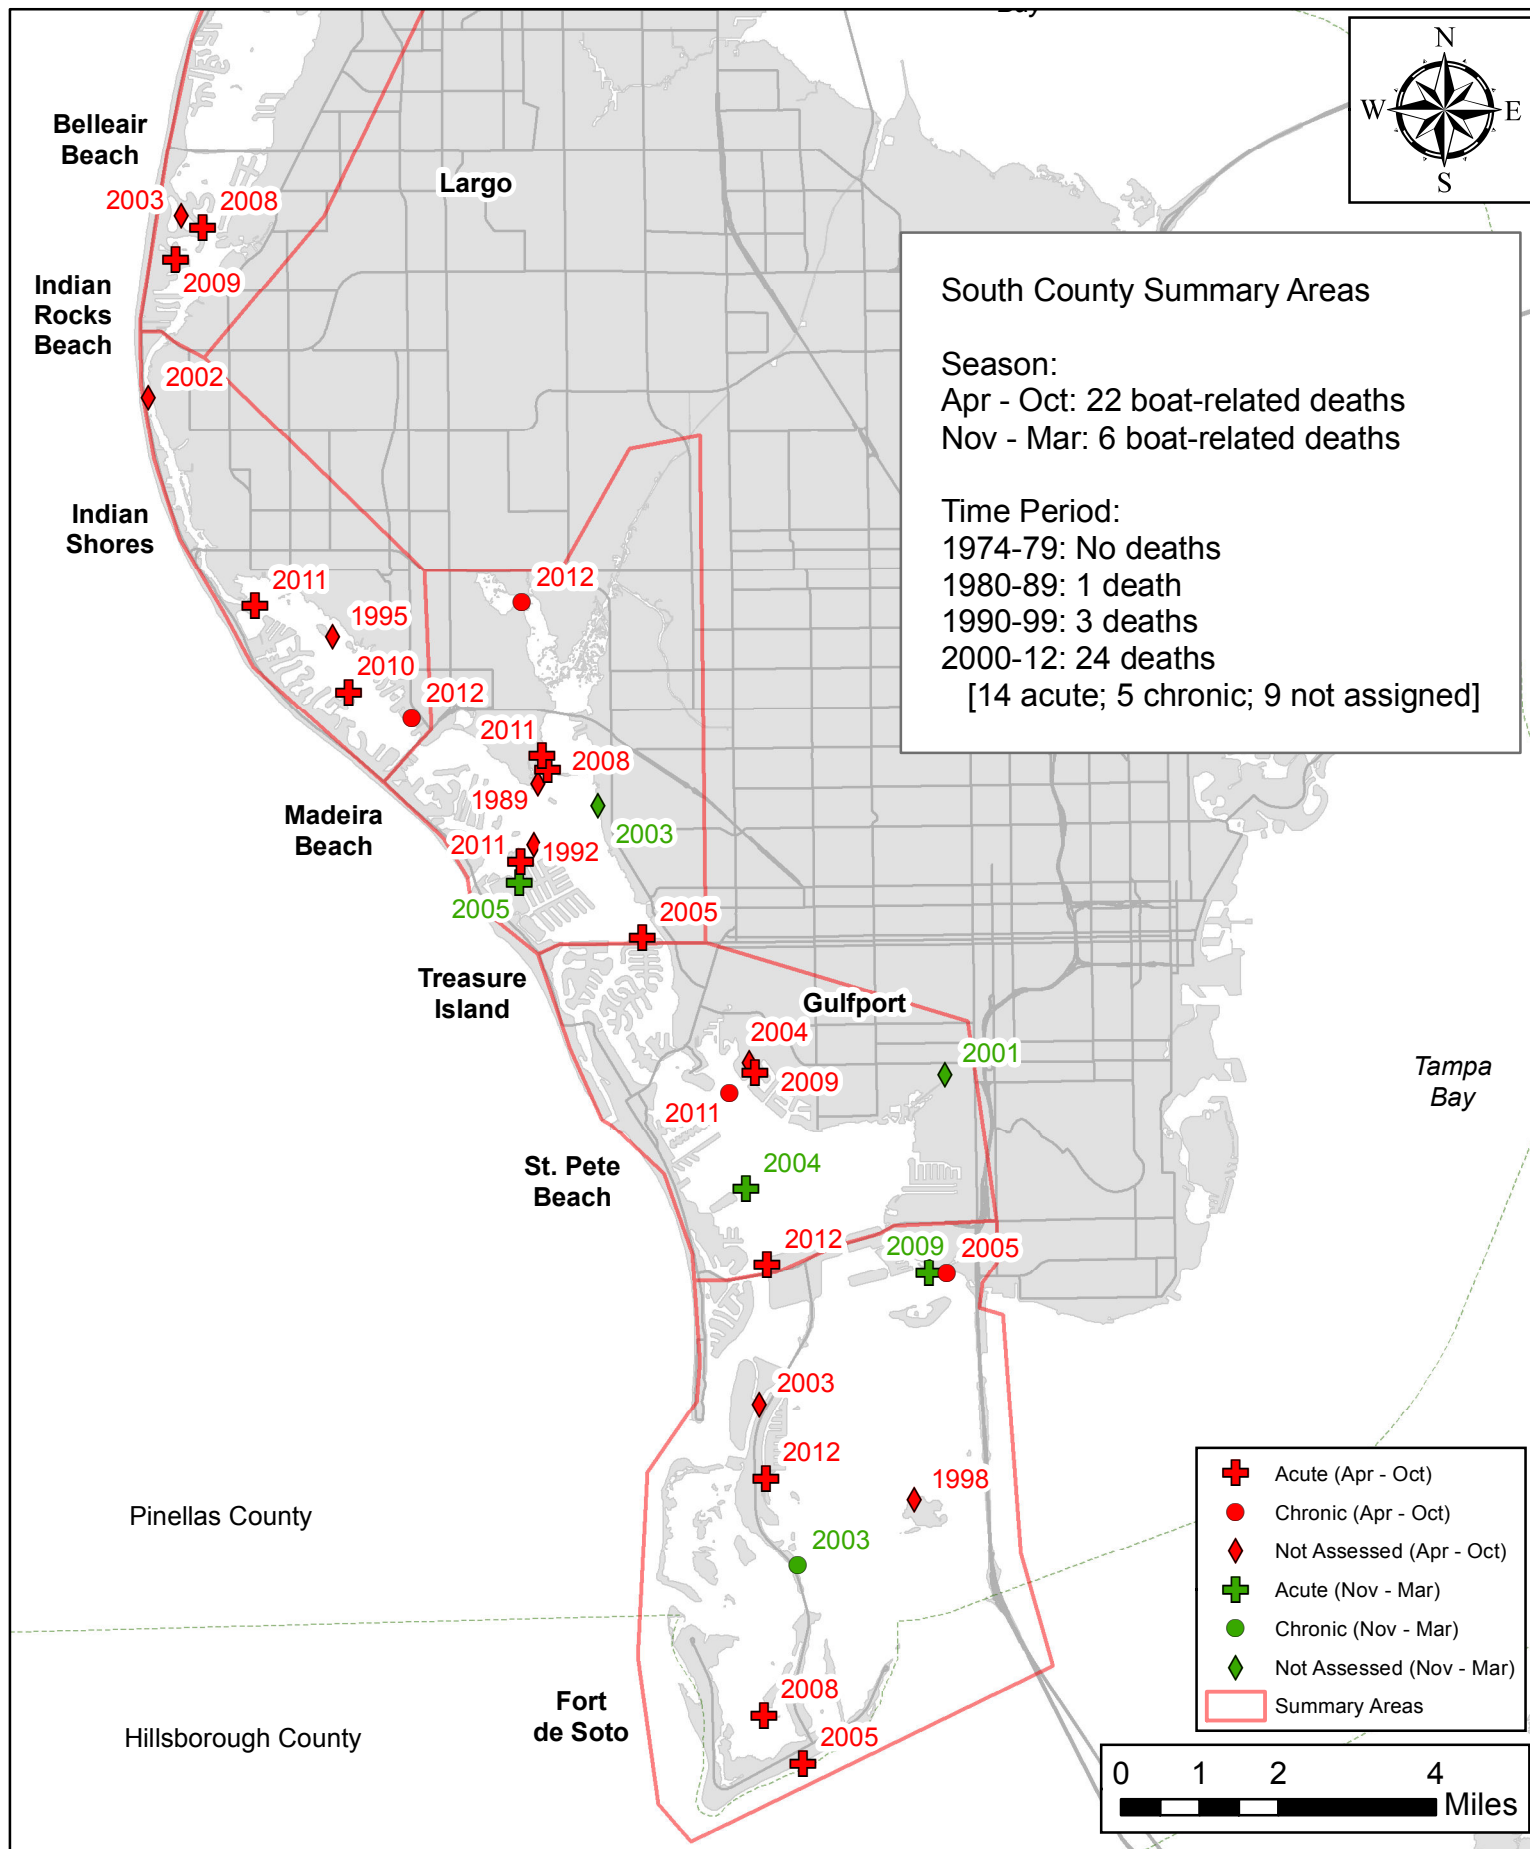 Bay
N
W
E
S
Belleair
Beach
Largo
2003
2008
2009
Indian
Rocks
Beach
2002
South County Summary Areas
Season:
Apr - Oct: 22 boat-related deaths
Nov - Mar: 6 boat-related deaths
Time Period:
1974-79: No deaths
1980-89: 1 death
1990-99: 3 deaths
2000-12: 24 deaths
[14 acute; 5 chronic; 9 not assigned]
Indian
Shores
2011
1995
2010
2012
2012
2011
2008
1989
2003
Madeira
Beach
2011
1992
2005
2005
Treasure
Island
Gulfport
2004
2009
2011
2001
Tampa
Bay
St. Pete
Beach
2004
2012
2009
2005
2003
2012
1998
2003
Pinellas County
Hillsborough County
Fort
de Soto
2008
2005
Acute (Apr - Oct)
Chronic (Apr - Oct)
Not Assessed (Apr - Oct)
Acute (Nov - Mar)
Chronic (Nov - Mar)
Not Assessed (Nov - Mar)
Summary Areas
0 1 2 4
Miles